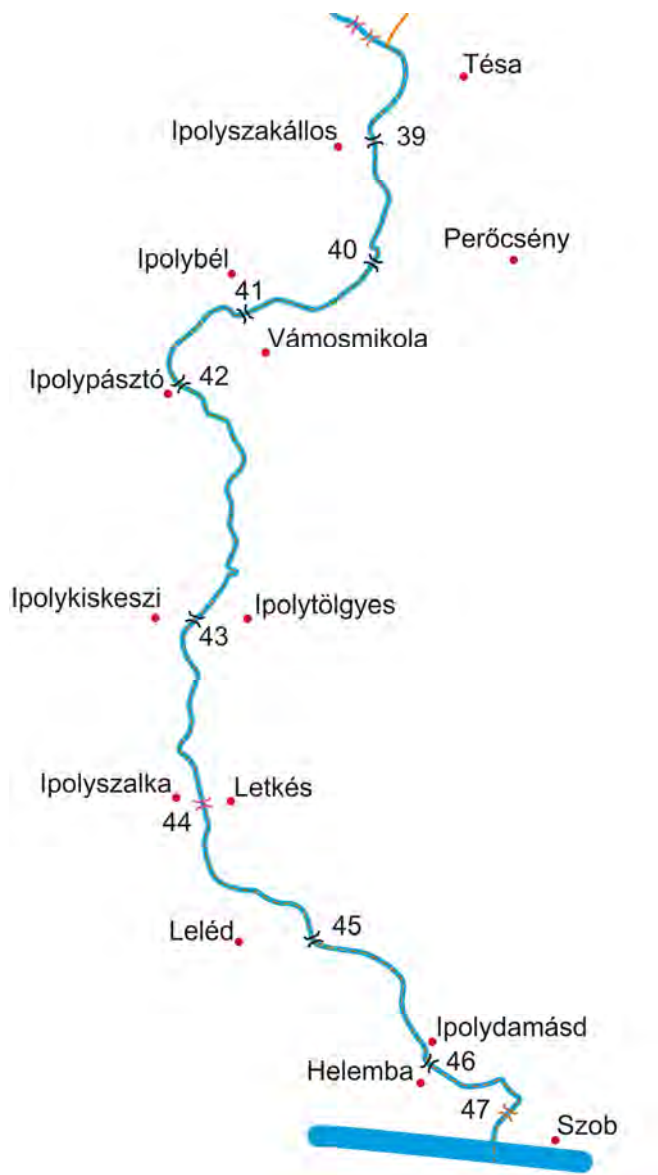 Tésa
Ipolyszakállos
39
Perőcsény
40
Ipolybél
41
Vámosmikola
Ipolypásztó
42
Ipolykiskeszi
Ipolytölgyes
43
Ipolyszalka
Letkés
44
Leléd
45
Ipolydamásd
46
Helemba
47
Szob